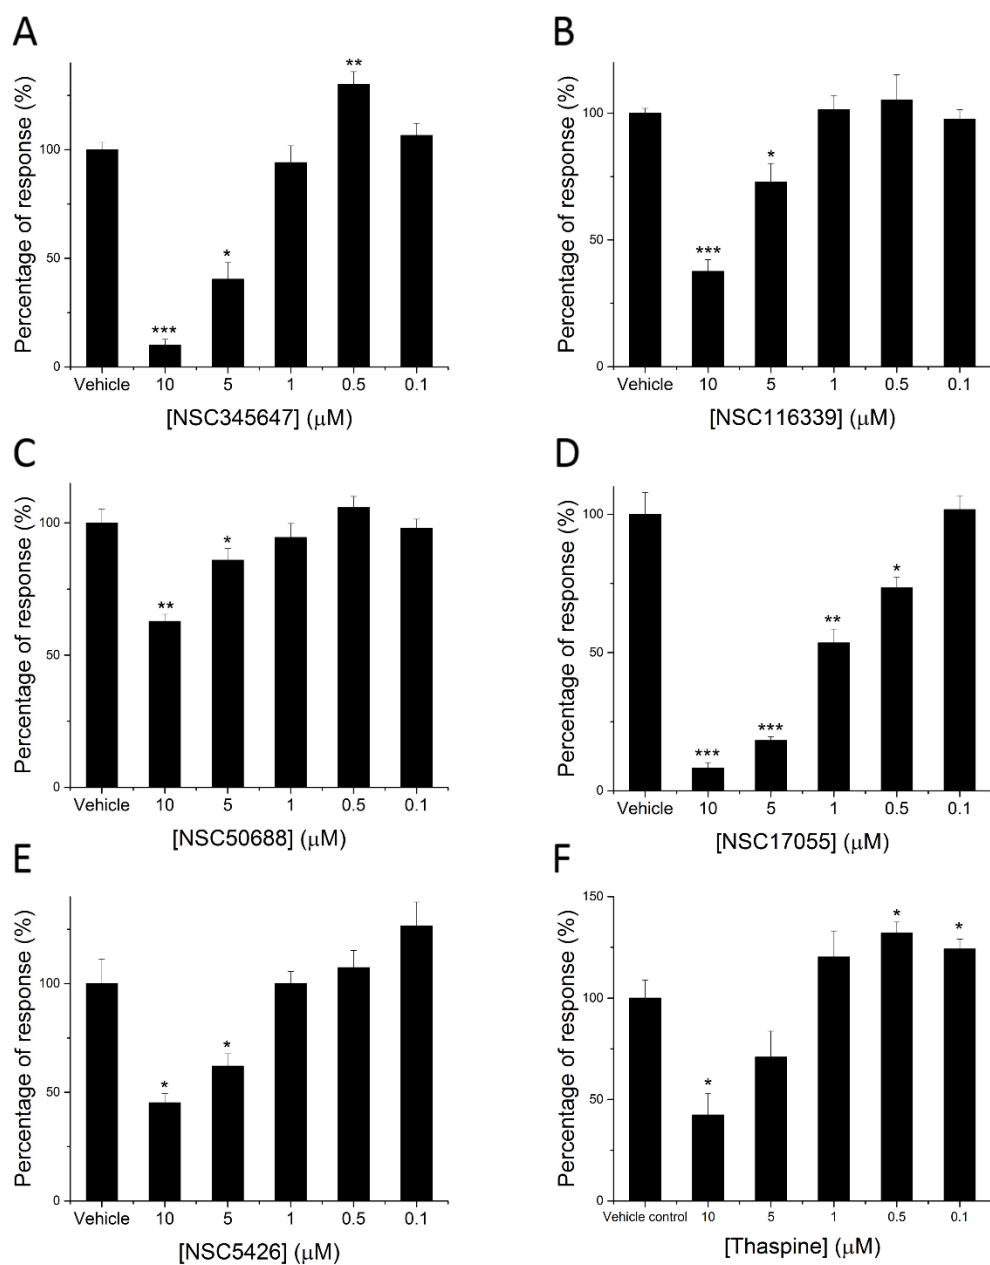 A
Percentage of response (%)
100
50
0
***
*
**
Vehicle 10 5 1 0.5 0.1
[NSC345647] (μM)
B
Percentage of response (%)
100
50
0
***
*
Vehicle 10 5 1 0.5 0.1
[NSC116339] (μM)
C
Percentage of response (%)
100
50
0
**
*
Vehicle 10 5 1 0.5 0.1
[NSC50688] (μM)
D
Percentage of response (%)
100
50
0
***
***
**
*
Vehicle 10 5 1 0.5 0.1
[NSC17055] (μM)
E
Percentage of response (%)
100
50
0
*
*
Vehicle 10 5 1 0.5 0.1
[NSC5426] (μM)
F
Percentage of response (%)
150
100
50
0
*
*
*
Vehicle control 10 5 1 0.5 0.1
[Thaspine] (μM)